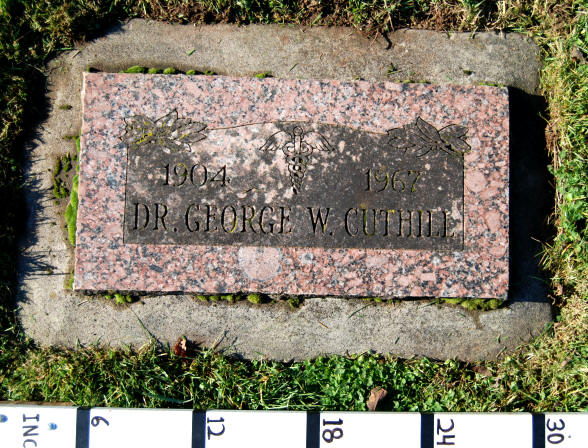 1904 1967
DR. GEORGE W. CUTHILL
INC 6 12 18 24 30